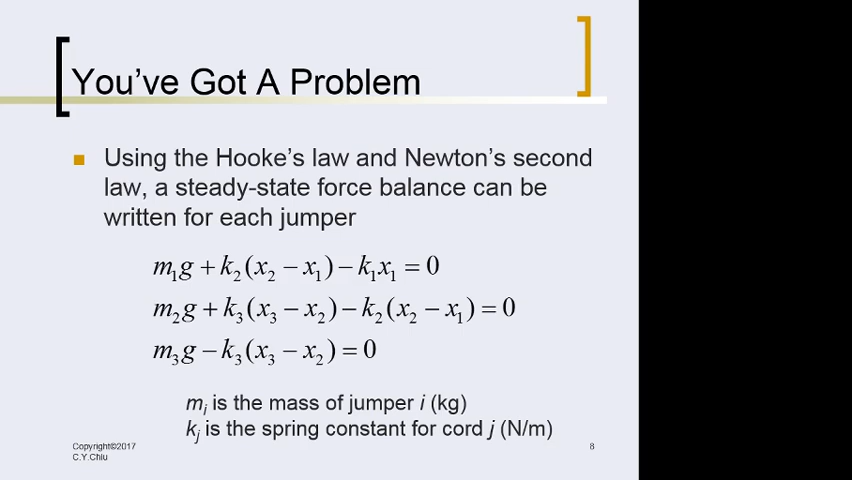 You've Got A Problem
Using the Hooke's law and Newton's second
law, a steady-state force balance can be
written for each jumper
m₁g + k₂(x₂ − x₁) − k₁x₁ = 0
m₂g + k₃(x₃ − x₂) − k₂(x₂ − x₁) = 0
m₃g − k₃(x₃ − x₂) = 0
mᵢ is the mass of jumper i (kg)
kⱼ is the spring constant for cord j (N/m)
Copyright©2017
C.Y.Chiu
8